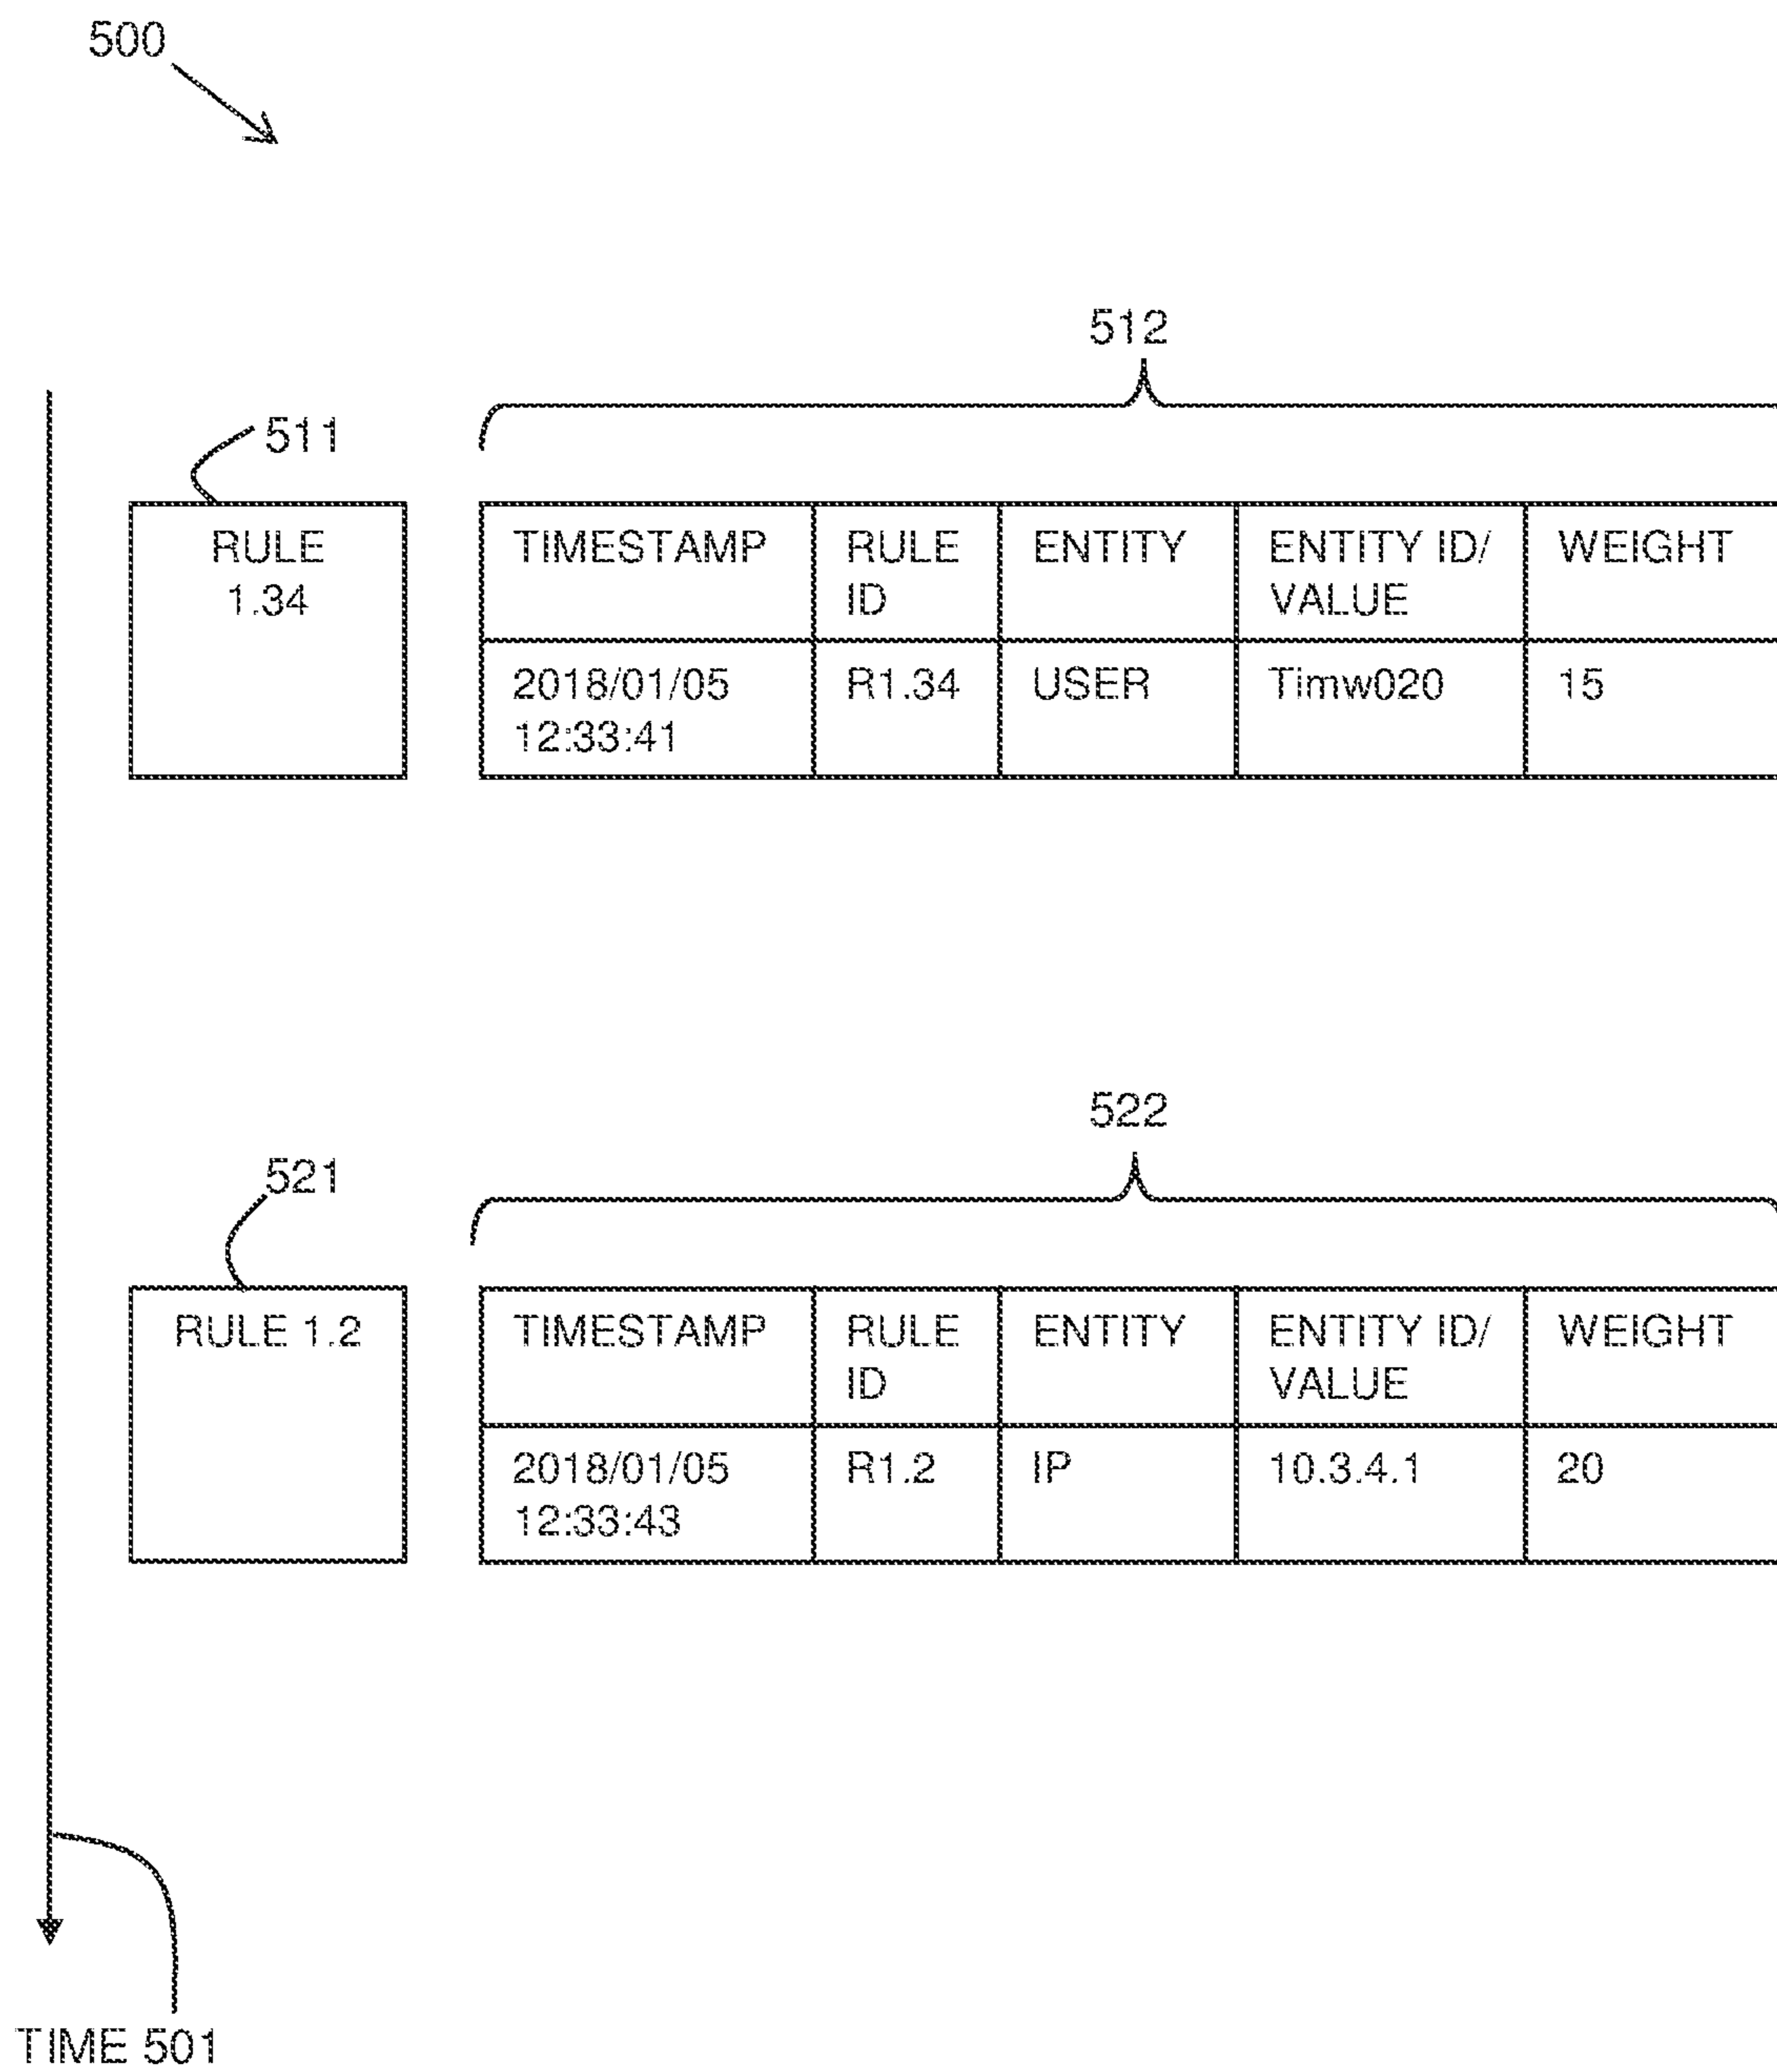 500
512
511
RULE
1.34
TIMESTAMP RULE ENTITY ENTITY ID/ WEIGHT
ID VALUE
2018/01/05 R1.34 USER Timw020 15
12:33:41
522
521
RULE 1.2
TIMESTAMP RULE ENTITY ENTITY ID/ WEIGHT
ID VALUE
2018/01/05 R1.2 IP 10.3.4.1 20
12:33:43
TIME 501